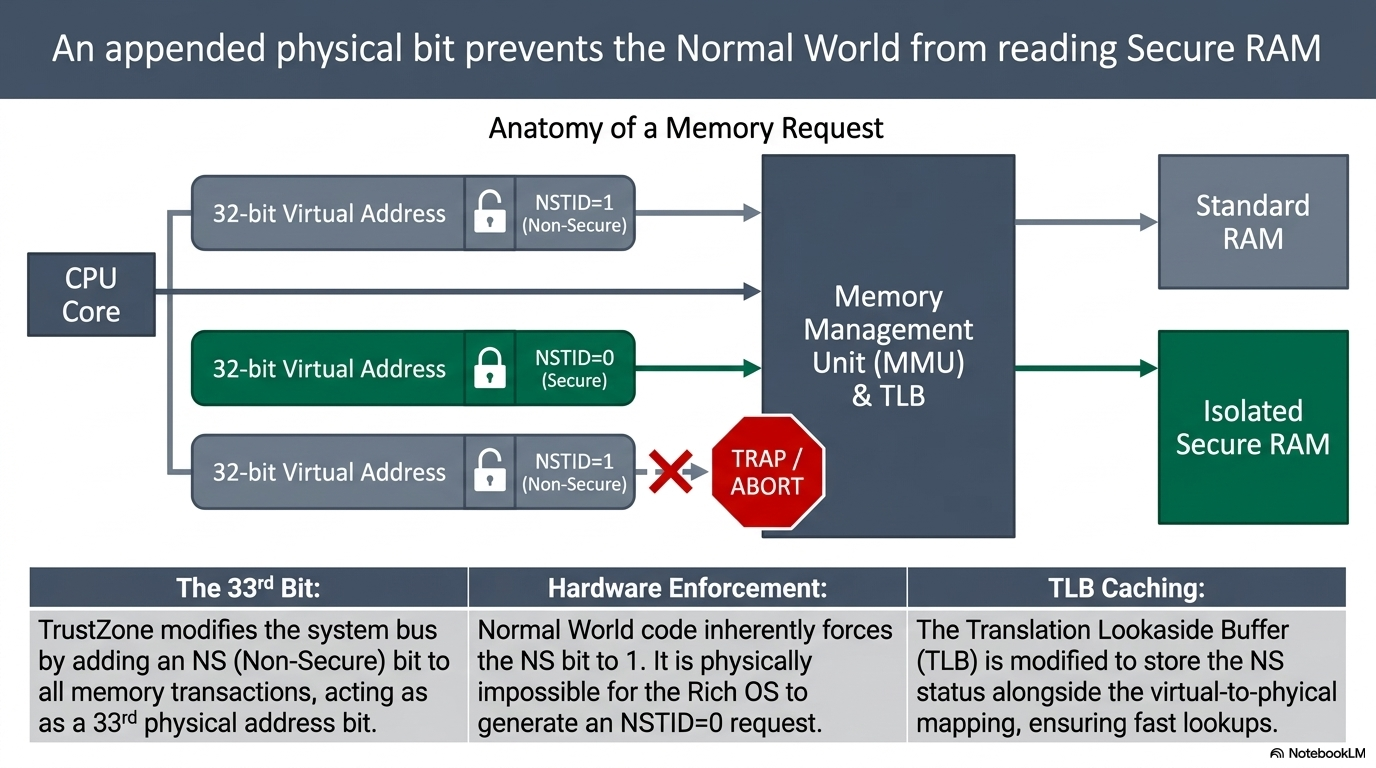 An appended physical bit prevents the Normal World from reading Secure RAM
Anatomy of a Memory Request
CPU
Core
32-bit Virtual Address
NSTID=1
(Non-Secure)
32-bit Virtual Address
NSTID=0
(Secure)
32-bit Virtual Address
NSTID=1
(Non-Secure)
TRAP /
ABORT
Memory
Management
Unit (MMU)
& TLB
Standard
RAM
Isolated
Secure RAM
The 33rd Bit:
TrustZone modifies the system bus
by adding an NS (Non-Secure) bit to
all memory transactions, acting as
as a 33rd physical address bit.
Hardware Enforcement:
Normal World code inherently forces
the NS bit to 1. It is physically
impossible for the Rich OS to
generate an NSTID=0 request.
TLB Caching:
The Translation Lookaside Buffer
(TLB) is modified to store the NS
status alongside the virtual-to-phyical
mapping, ensuring fast lookups.
NotebookLM